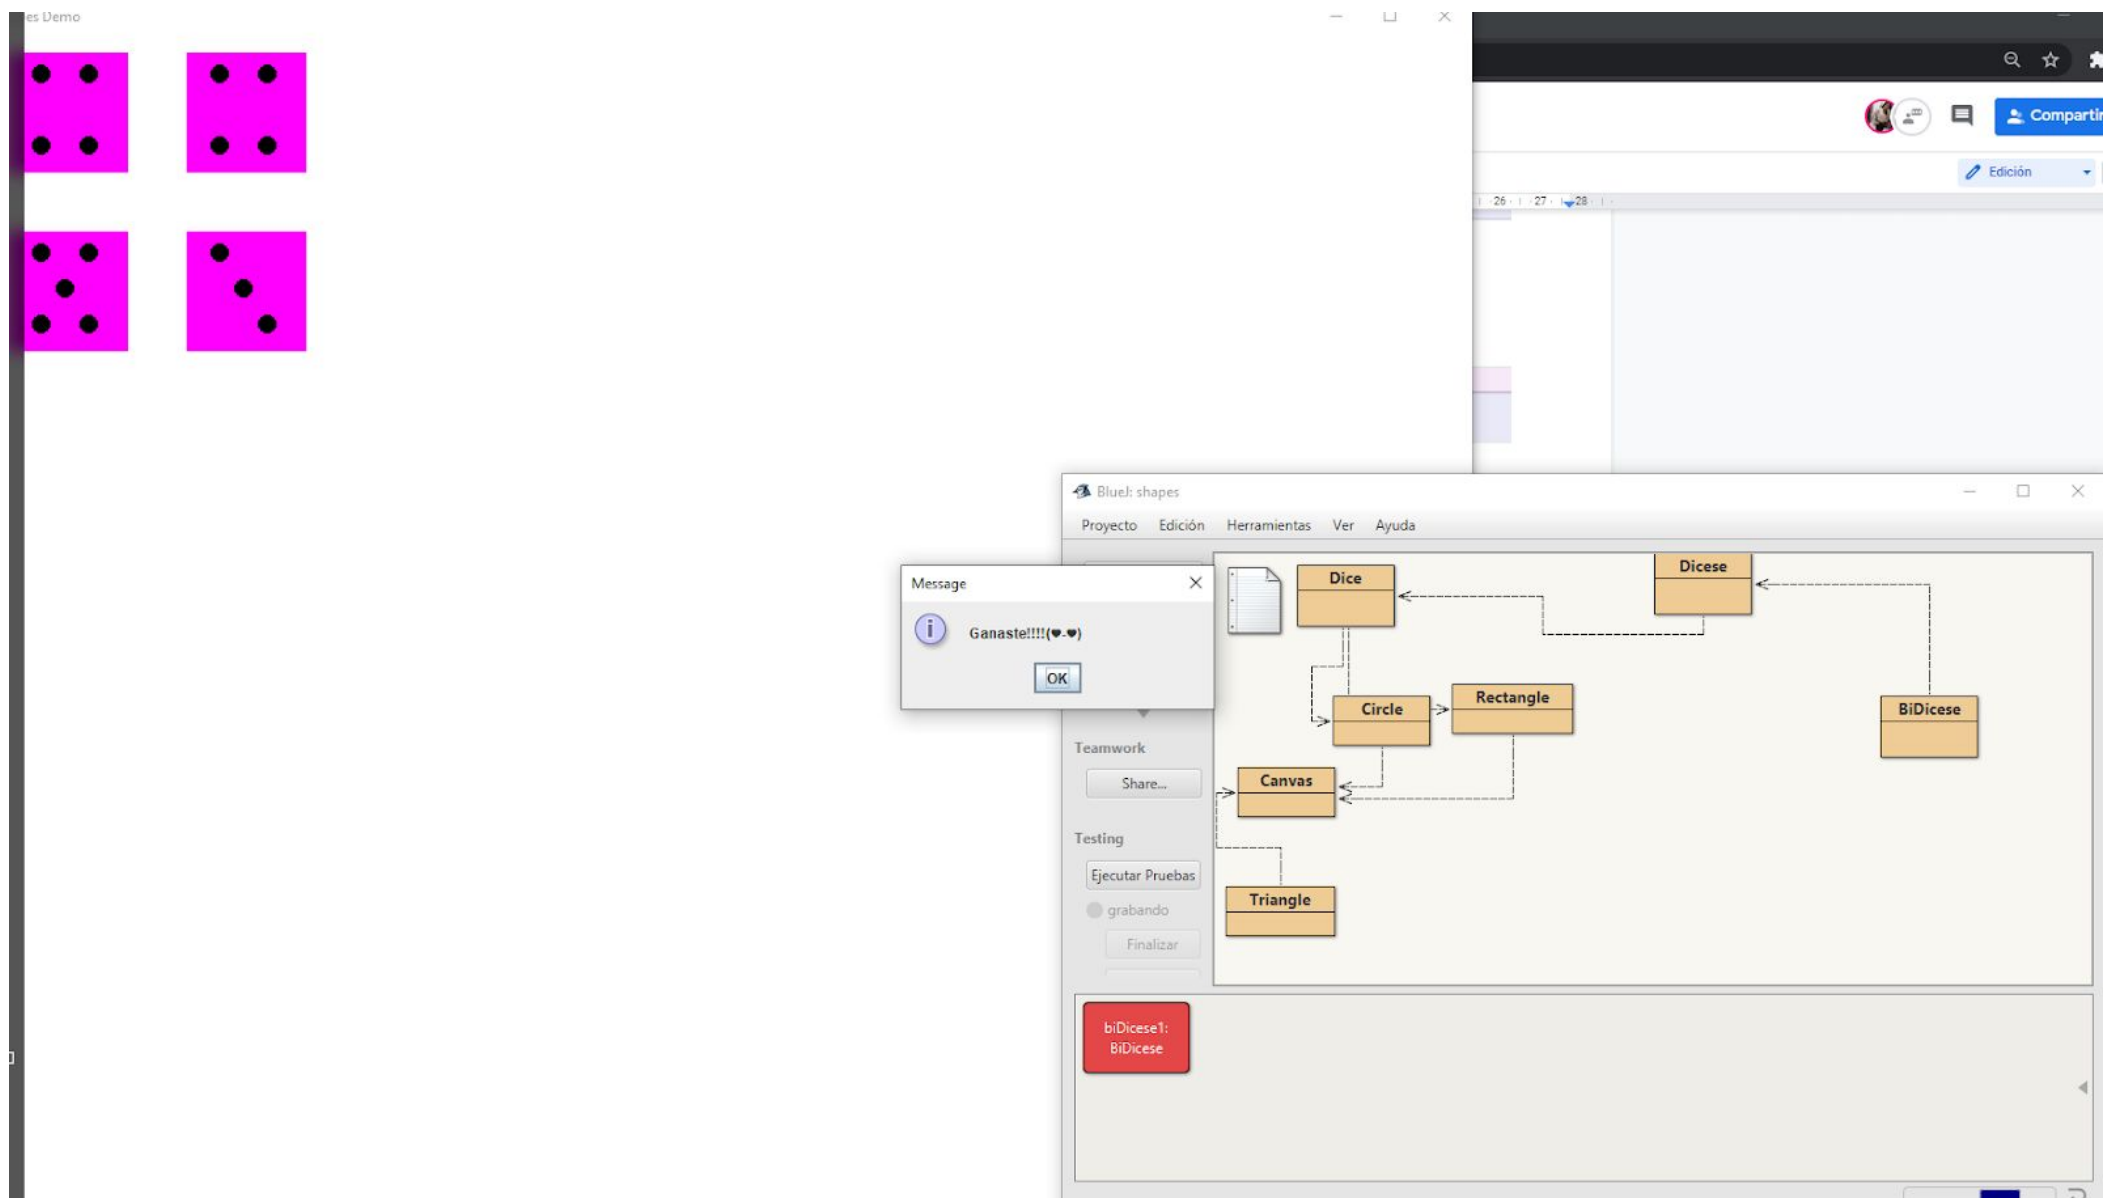 es Demo
Compartir
Edición
26 27 28
BlueJ: shapes
Proyecto Edición Herramientas Ver Ayuda
Message
Ganaste!!!!(♥-♥)
OK
Dice
Dicese
Circle
Rectangle
BiDicese
Canvas
Triangle
Teamwork
Share...
Testing
Ejecutar Pruebas
grabando
Finalizar
biDicese1:
BiDicese